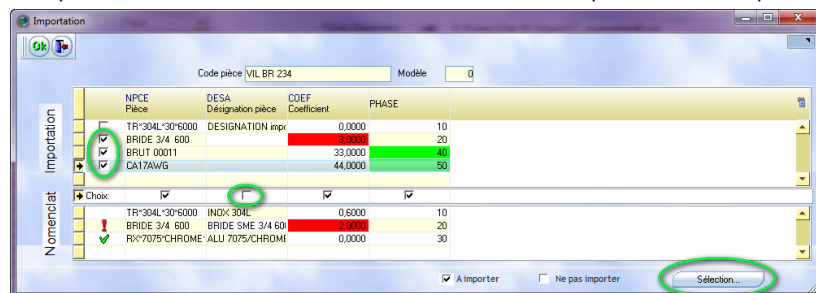 Importation
Ok
Code pièce VIL BR 234 Modèle 0
NPCE DESA COEF PHASE
Pièce Désignation pièce Coefficient
Importation
TR*304L*30*6000 DESIGNATION impo 0,0000 10
BRIDE 3/4 600 3,0000 20
BRUT 00011 33,0000 40
CA17AWG 44,0000 50
Choix:
Nomenclat
TR*304L*30*6000 INOX 304L 0,6000 10
BRIDE 3/4 600 BRIDE SME 3/4 600 2,0000 20
RX*7075*CHROME* ALU 7075/CHROME 0,0000 30
A importer Ne pas importer Sélection...